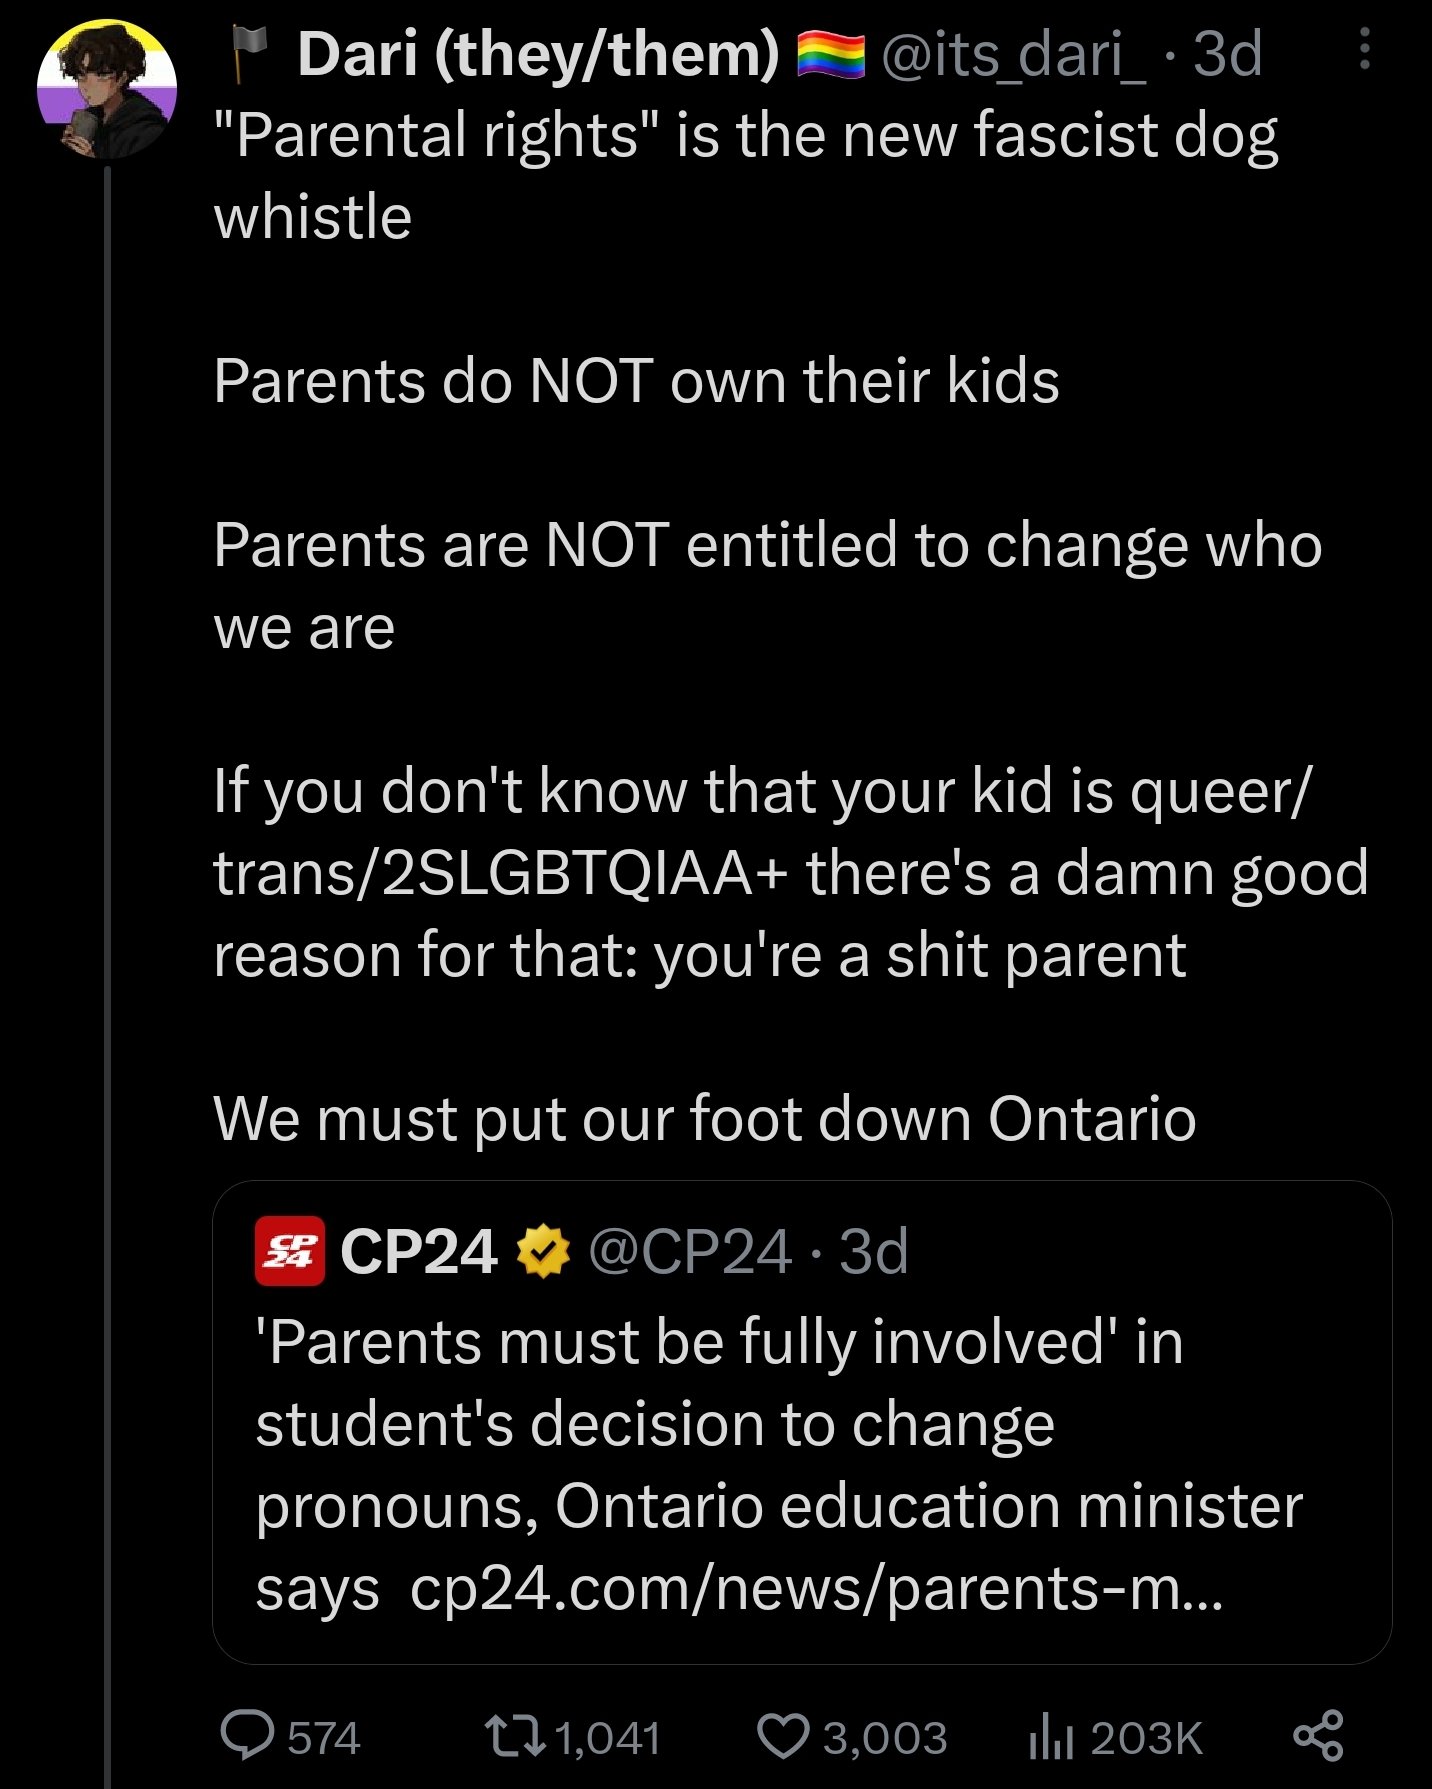 🏴 Dari (they/them) 🏳️‍🌈 @its_dari_ · 3d
"Parental rights" is the new fascist dog
whistle
Parents do NOT own their kids
Parents are NOT entitled to change who
we are
If you don't know that your kid is queer/
trans/2SLGBTQIAA+ there's a damn good
reason for that: you're a shit parent
We must put our foot down Ontario
CP24 CP24 @CP24 · 3d
'Parents must be fully involved' in
student's decision to change
pronouns, Ontario education minister
says cp24.com/news/parents-m...
574 1,041 3,003 203K